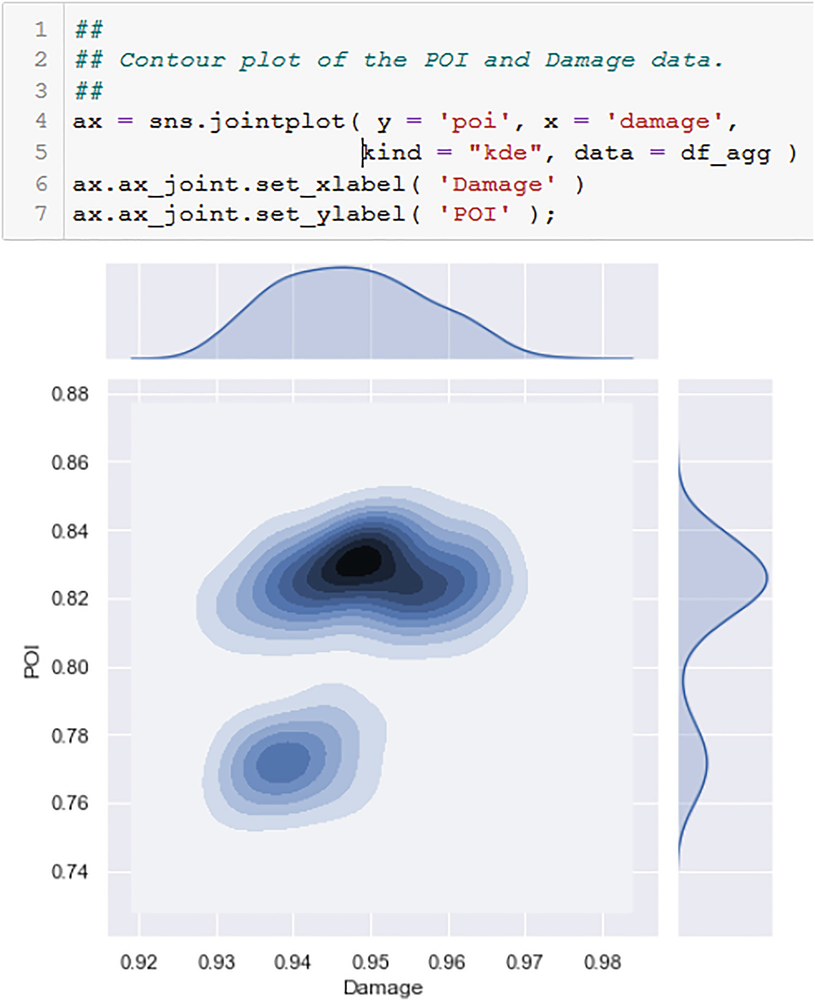 1 ##
2 ## Contour plot of the POI and Damage data.
3 ##
4 ax = sns.jointplot( y = 'poi', x = 'damage',
5 kind = "kde", data = df_agg )
6 ax.ax_joint.set_xlabel( 'Damage' )
7 ax.ax_joint.set_ylabel( 'POI' );
0.88
0.86
0.84
0.82
0.80
0.78
0.76
0.74
POI
0.92 0.93 0.94 0.95 0.96 0.97 0.98
Damage